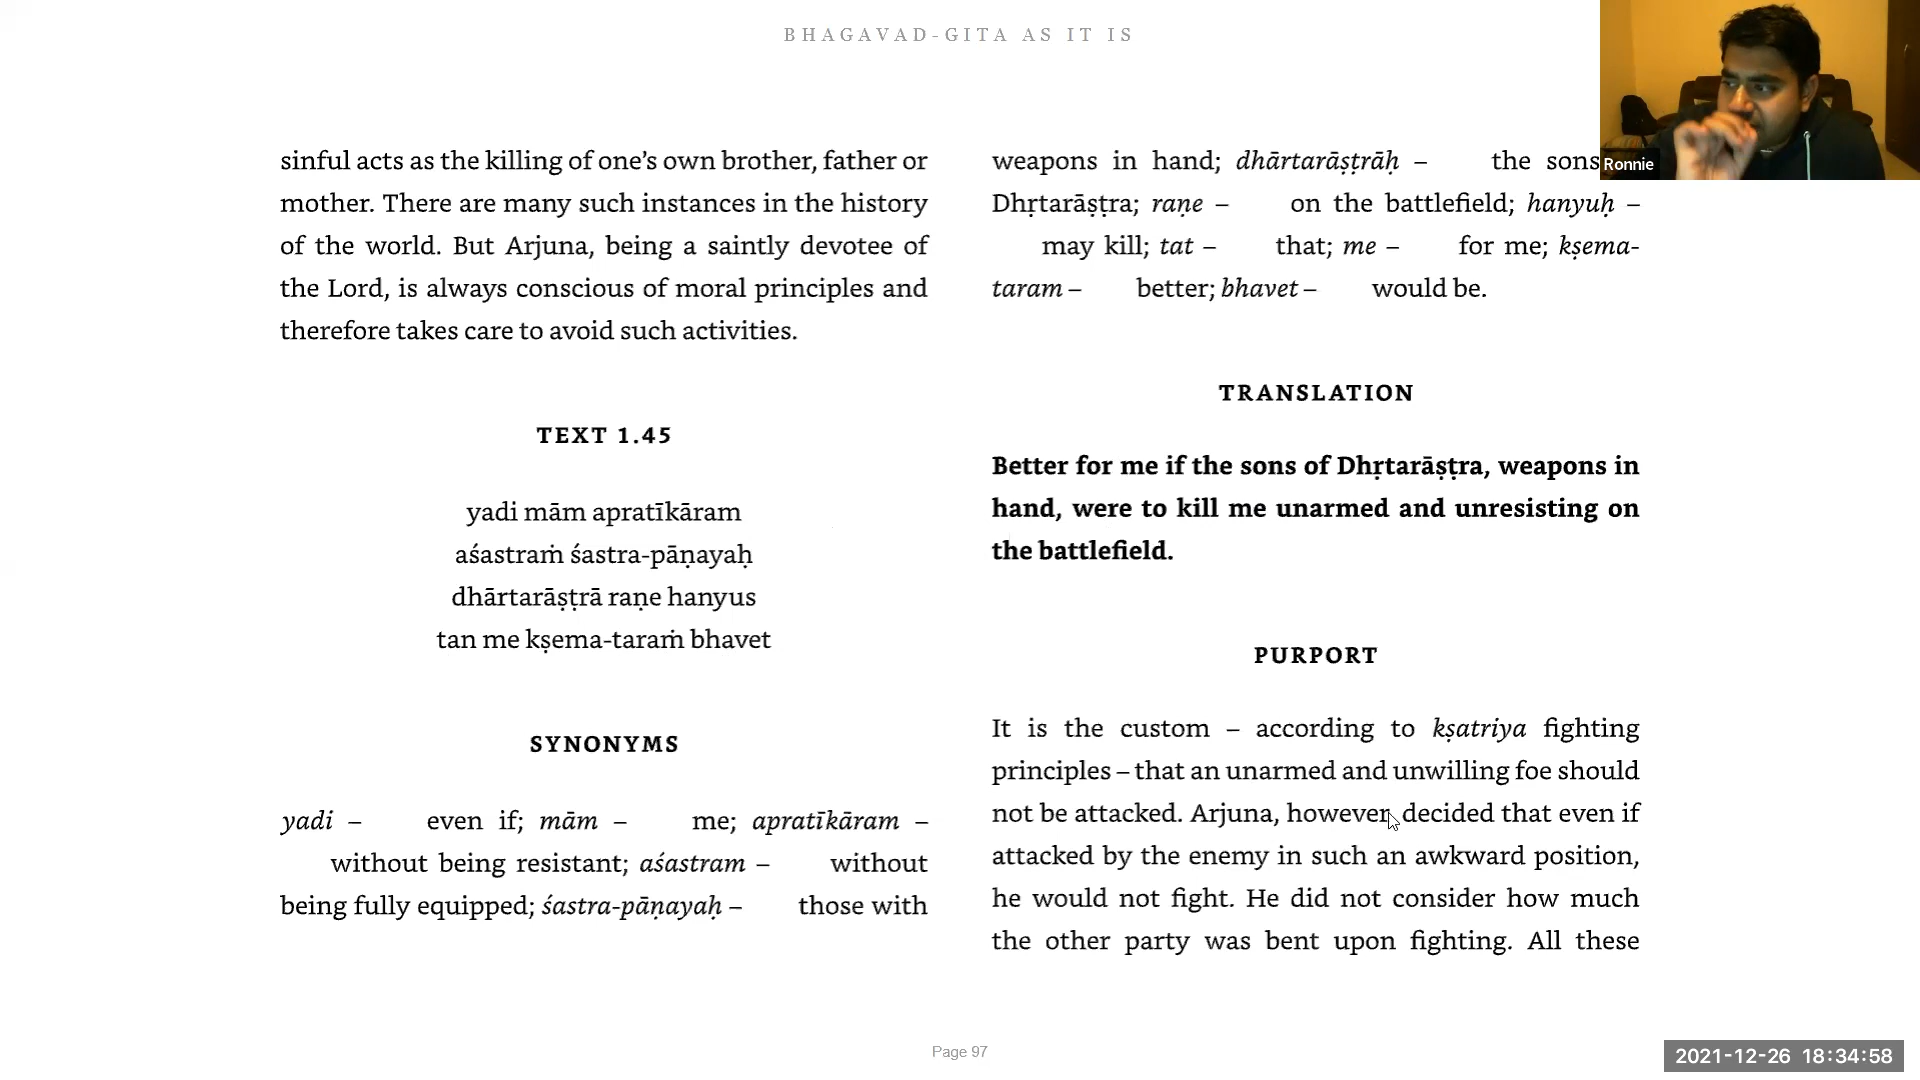 BHAGAVAD-GITA AS IT IS
sinful acts as the killing of one’s own brother, father or
mother. There are many such instances in the history
of the world. But Arjuna, being a saintly devotee of
the Lord, is always conscious of moral principles and
therefore takes care to avoid such activities.
TEXT 1.45
yadi mām apratīkāram
aśastraṁ śastra-pāṇayaḥ
dhārtarāṣṭrā raṇe hanyus
tan me kṣema-taraṁ bhavet
SYNONYMS
yadi – even if; mām – me; apratīkāram –
without being resistant; aśastram – without
being fully equipped; śastra-pāṇayaḥ – those with
weapons in hand; dhārtarāṣṭrāḥ – the sons
Dhṛtarāṣṭra; raṇe – on the battlefield; hanyuḥ –
may kill; tat – that; me – for me; kṣema-
taram – better; bhavet – would be.
TRANSLATION
Better for me if the sons of Dhṛtarāṣṭra, weapons in
hand, were to kill me unarmed and unresisting on
the battlefield.
PURPORT
It is the custom – according to kṣatriya fighting
principles – that an unarmed and unwilling foe should
not be attacked. Arjuna, however, decided that even if
attacked by the enemy in such an awkward position,
he would not fight. He did not consider how much
the other party was bent upon fighting. All these
Page 97
Ronnie
2021-12-26 18:34:58